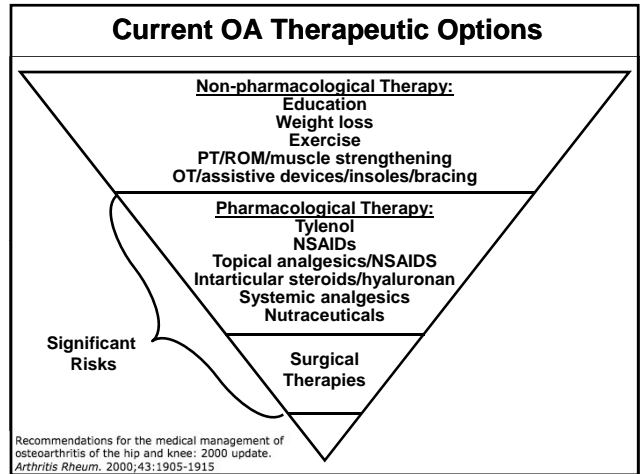 Current OA Therapeutic Options
Non-pharmacological Therapy:
Education
Weight loss
Exercise
PT/ROM/muscle strengthening
OT/assistive devices/insoles/bracing
Pharmacological Therapy:
Tylenol
NSAIDs
Topical analgesics/NSAIDS
Intarticular steroids/hyaluronan
Systemic analgesics
Nutraceuticals
Significant
Risks
Surgical
Therapies
Recommendations for the medical management of
osteoarthritis of the hip and knee: 2000 update.
Arthritis Rheum. 2000;43:1905-1915